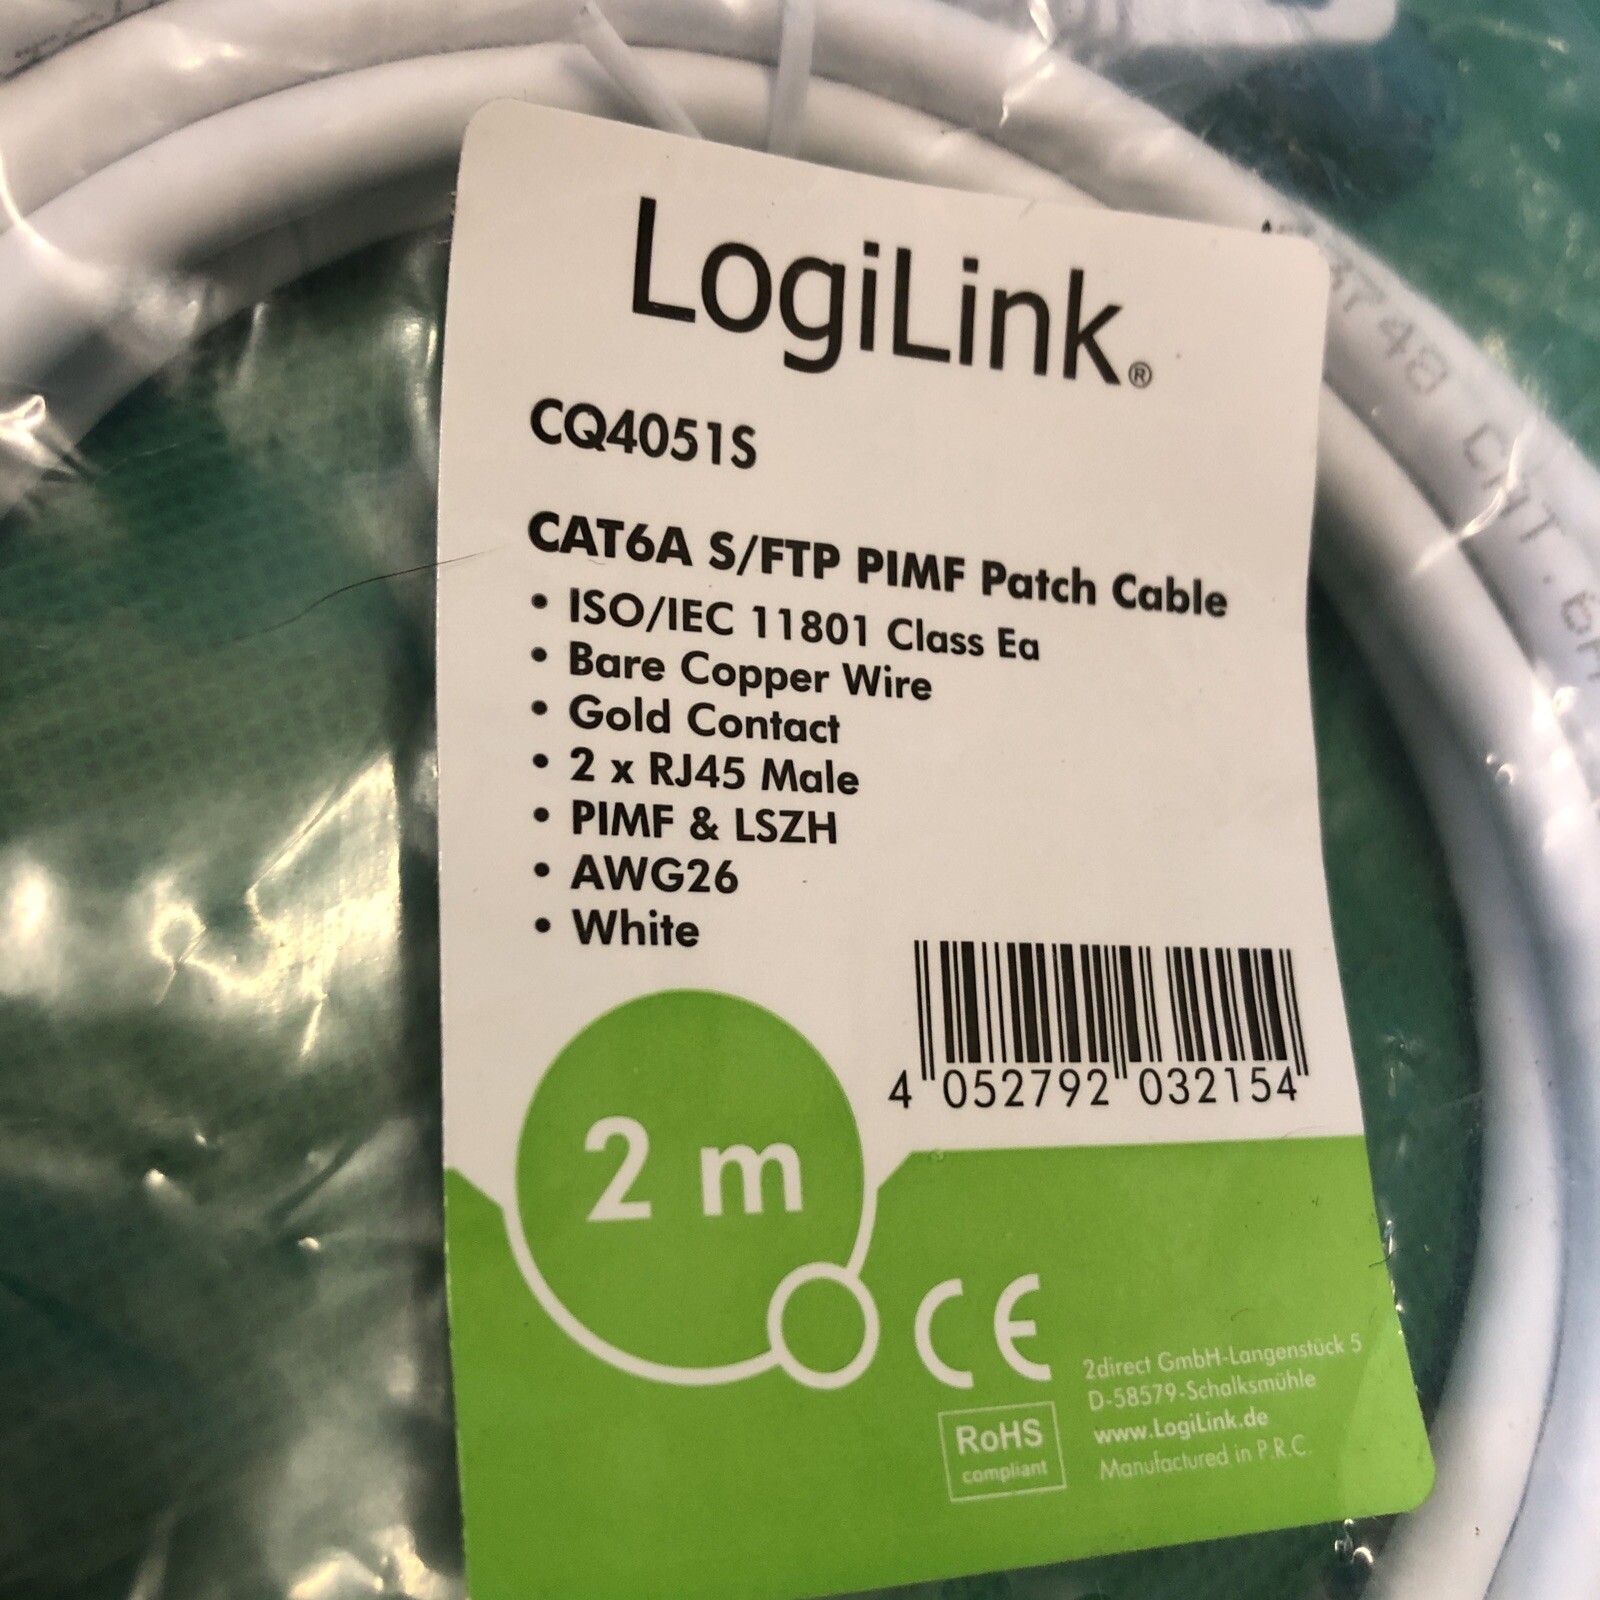 LogiLink®
CQ4051S
CAT6A S/FTP PIMF Patch Cable
• ISO/IEC 11801 Class Ea
• Bare Copper Wire
• Gold Contact
• 2 x RJ45 Male
• PIMF & LSZH
• AWG26
• White
4 052792 032154
2 m
CE
RoHS
compliant
2direct GmbH-Langenstück 5
D-58579-Schalksmühle
www.LogiLink.de
Manufactured in P.R.C.